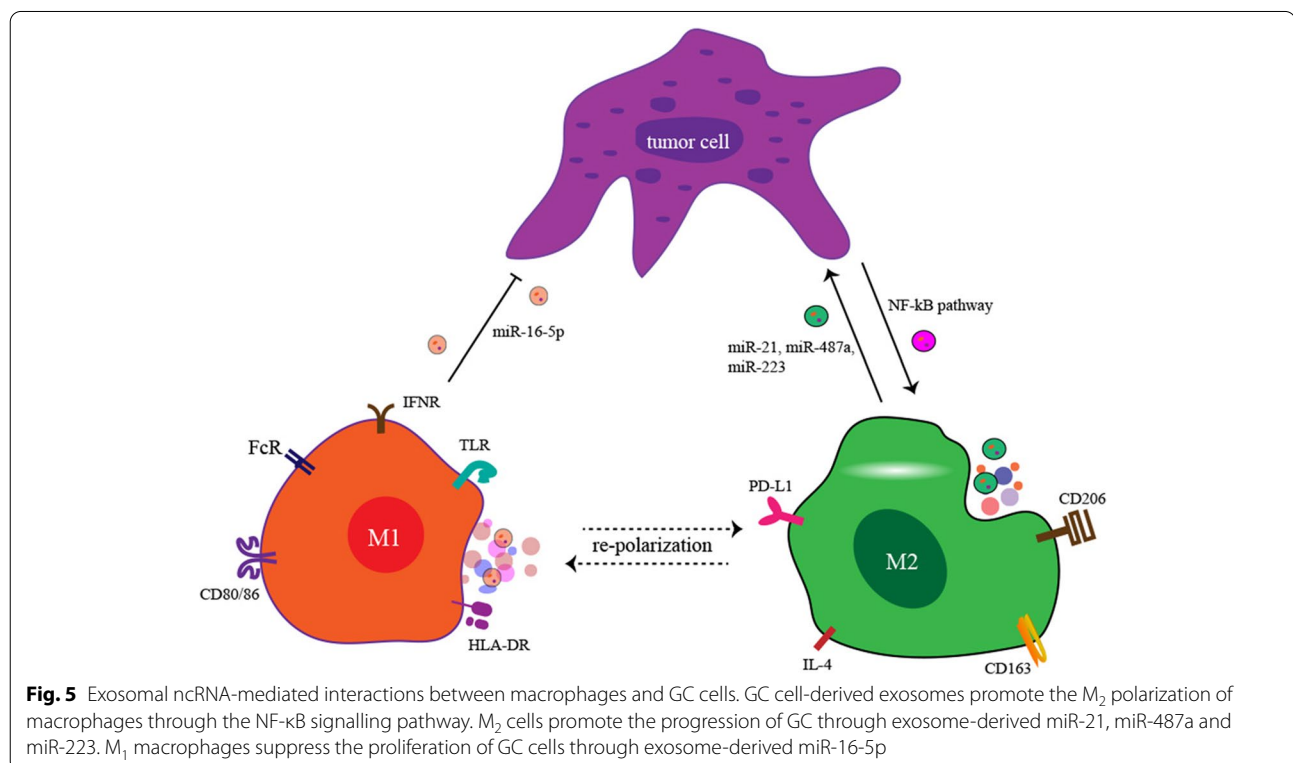 tumor cell
miR-16-5p
NF-kB pathway
miR-21, miR-487a,
miR-223
IFNR
FcR
TLR
M1
CD80/86
HLA-DR
re-polarization
PD-L1
CD206
M2
IL-4
CD163
Fig. 5 Exosomal ncRNA-mediated interactions between macrophages and GC cells. GC cell-derived exosomes promote the M2 polarization of
macrophages through the NF-κB signalling pathway. M2 cells promote the progression of GC through exosome-derived miR-21, miR-487a and
miR-223. M1 macrophages suppress the proliferation of GC cells through exosome-derived miR-16-5p